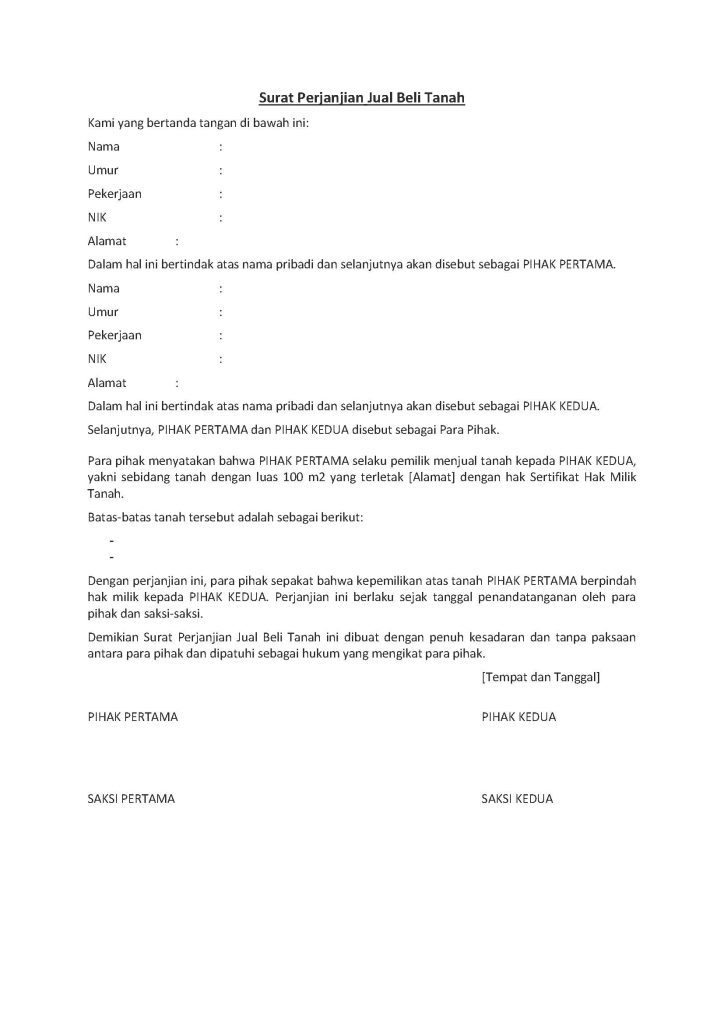 Surat Perjanjian Jual Beli Tanah
Kami yang bertanda tangan di bawah ini:
Nama :
Umur :
Pekerjaan :
NIK :
Alamat :
Dalam hal ini bertindak atas nama pribadi dan selanjutnya akan disebut sebagai PIHAK PERTAMA.
Nama :
Umur :
Pekerjaan :
NIK :
Alamat :
Dalam hal ini bertindak atas nama pribadi dan selanjutnya akan disebut sebagai PIHAK KEDUA.
Selanjutnya, PIHAK PERTAMA dan PIHAK KEDUA disebut sebagai Para Pihak.
Para pihak menyatakan bahwa PIHAK PERTAMA selaku pemilik menjual tanah kepada PIHAK KEDUA,
yakni sebidang tanah dengan luas 100 m2 yang terletak [Alamat] dengan hak Sertifikat Hak Milik
Tanah.
Batas-batas tanah tersebut adalah sebagai berikut:
-
-
Dengan perjanjian ini, para pihak sepakat bahwa kepemilikan atas tanah PIHAK PERTAMA berpindah
hak milik kepada PIHAK KEDUA. Perjanjian ini berlaku sejak tanggal penandatanganan oleh para
pihak dan saksi-saksi.
Demikian Surat Perjanjian Jual Beli Tanah ini dibuat dengan penuh kesadaran dan tanpa paksaan
antara para pihak dan dipatuhi sebagai hukum yang mengikat para pihak.
[Tempat dan Tanggal]
PIHAK PERTAMA PIHAK KEDUA
SAKSI PERTAMA SAKSI KEDUA